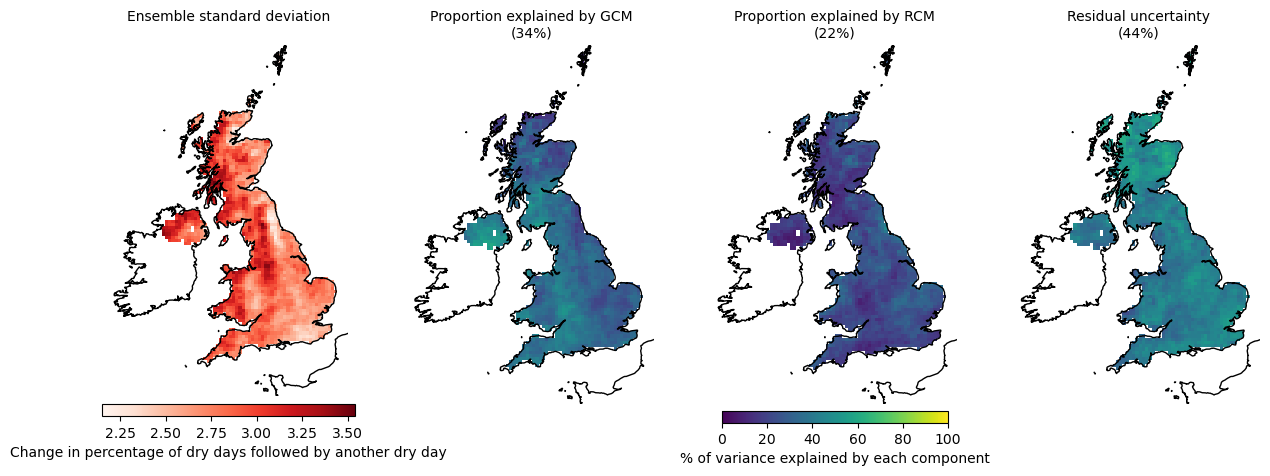 Ensemble standard deviation
Proportion explained by GCM
(34%)
Proportion explained by RCM
(22%)
Residual uncertainty
(44%)
2.25 2.50 2.75 3.00 3.25 3.50
Change in percentage of dry days followed by another dry day
0 20 40 60 80 100
% of variance explained by each component